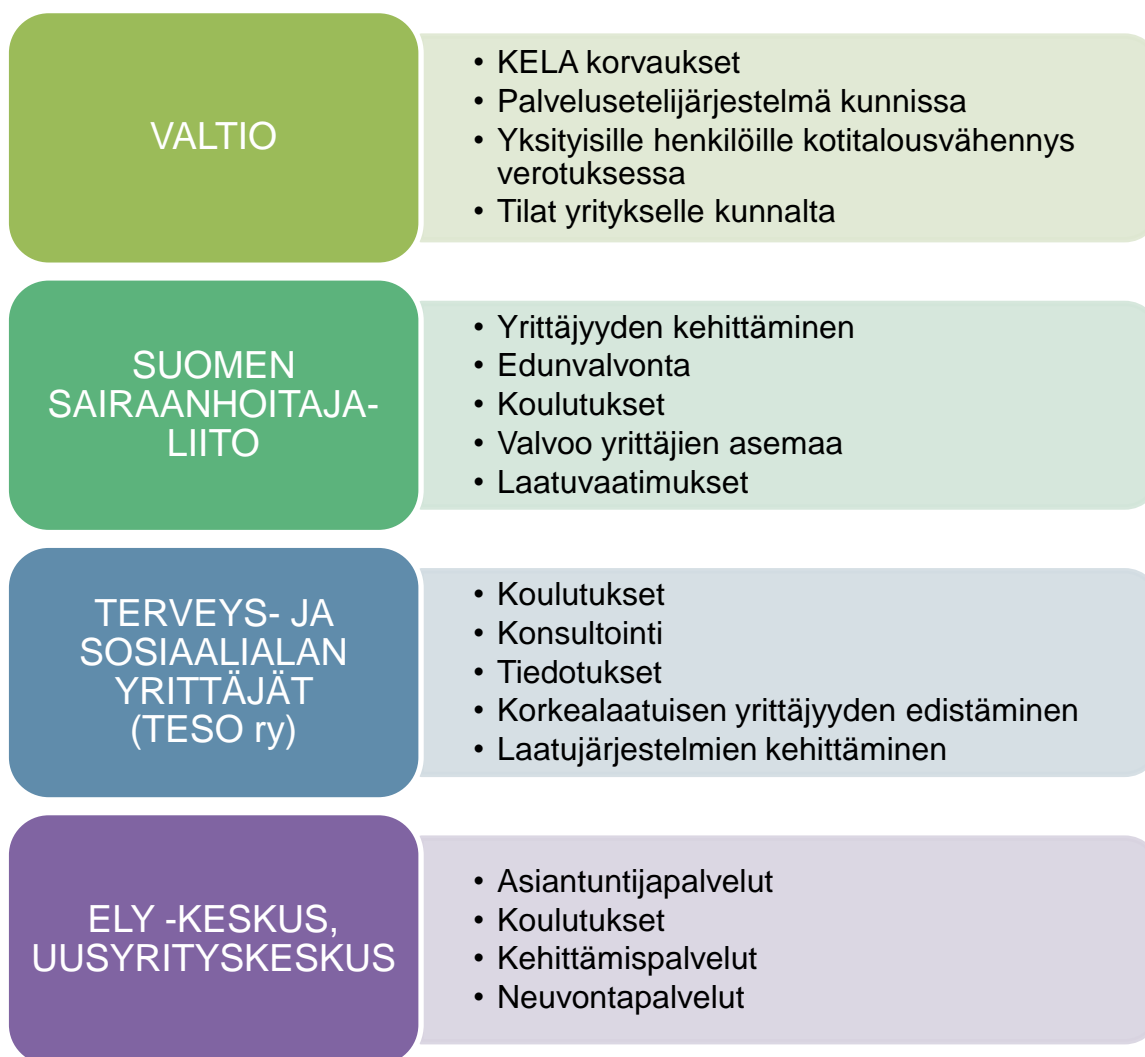 VALTIO
• KELA korvaukset
• Palvelusetelijärjestelmä kunnissa
• Yksityisille henkilöille kotitalousvähennys
verotuksessa
• Tilat yritykselle kunnalta
SUOMEN
SAIRAANHOITAJA-
LIITO
• Yrittäjyyden kehittäminen
• Edunvalvonta
• Koulutukset
• Valvoo yrittäjien asemaa
• Laatuvaatimukset
TERVEYS- JA
SOSIAALIALAN
YRITTÄJÄT
(TESO ry)
• Koulutukset
• Konsultointi
• Tiedotukset
• Korkealaatuisen yrittäjyyden edistäminen
• Laatujärjestelmien kehittäminen
ELY -KESKUS,
UUSYRITYSKESKUS
• Asiantuntijapalvelut
• Koulutukset
• Kehittämispalvelut
• Neuvontapalvelut